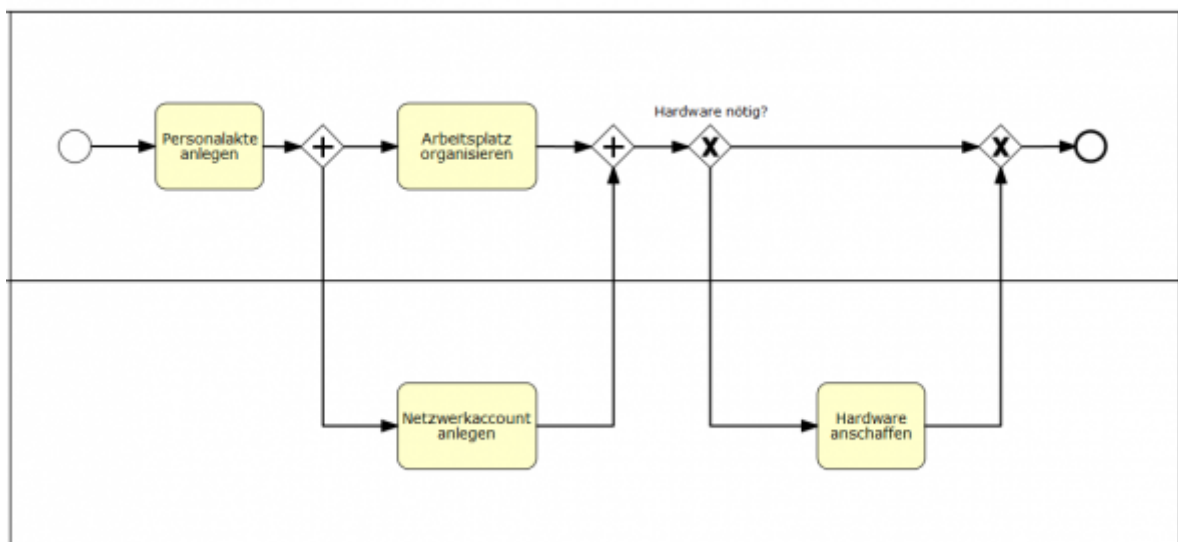 Hardware nötig?
Personalakte
anlegen
Arbeitsplatz
organisieren
Netzwerkaccount
anlegen
Hardware
anschaffen